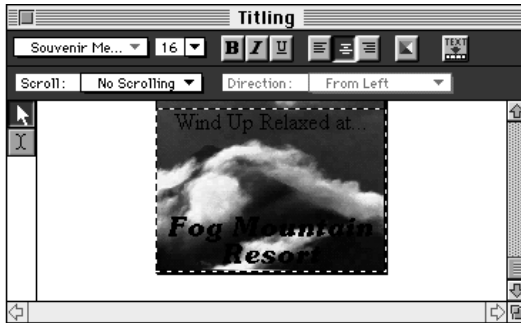 Titling
Souvenir Me... 16 B I U TEXT
Scroll: No Scrolling Direction: From Left
Wind Up Relaxed at...
Fog Mountain
Resort